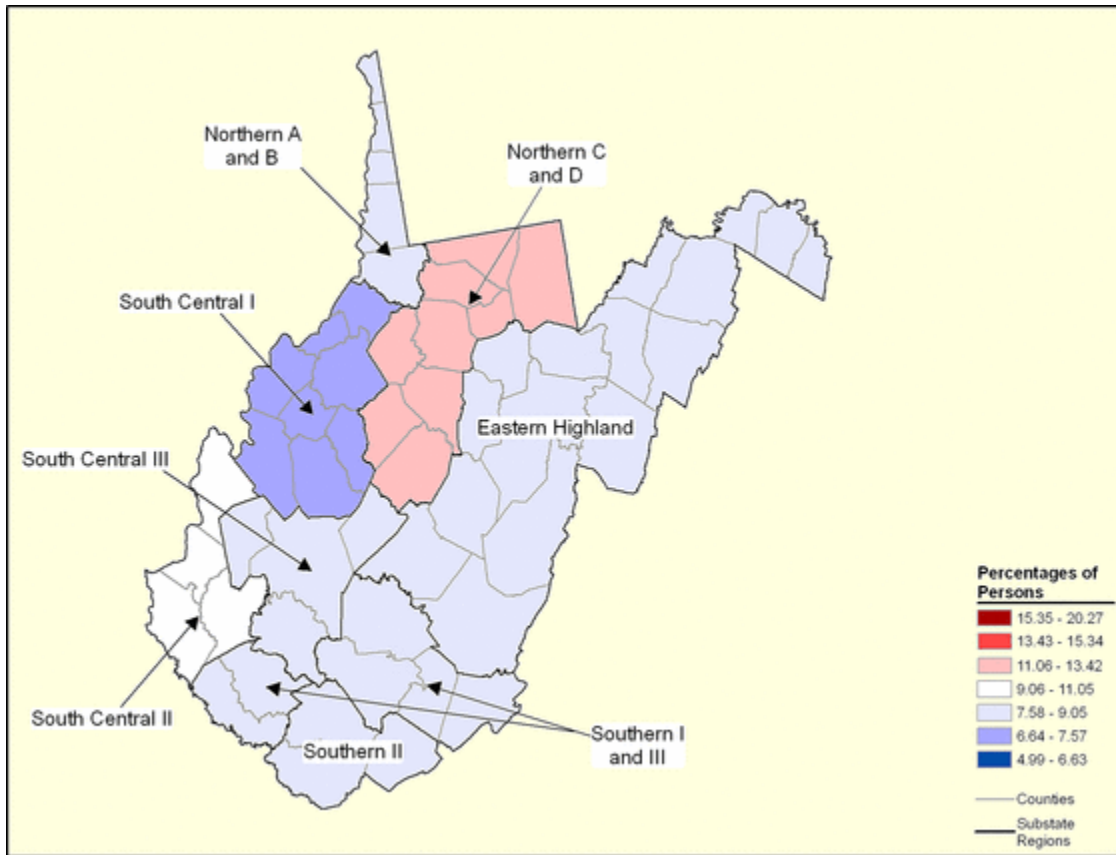 Northern A
and B
Northern C
and D
South Central I
Eastern Highland
South Central III
South Central II
Southern II
Southern I
and III
Percentages of
Persons
15.35 - 20.27
13.43 - 15.34
11.06 - 13.42
9.06 - 11.05
7.58 - 9.05
6.64 - 7.57
4.99 - 6.63
Counties
Substate
Regions